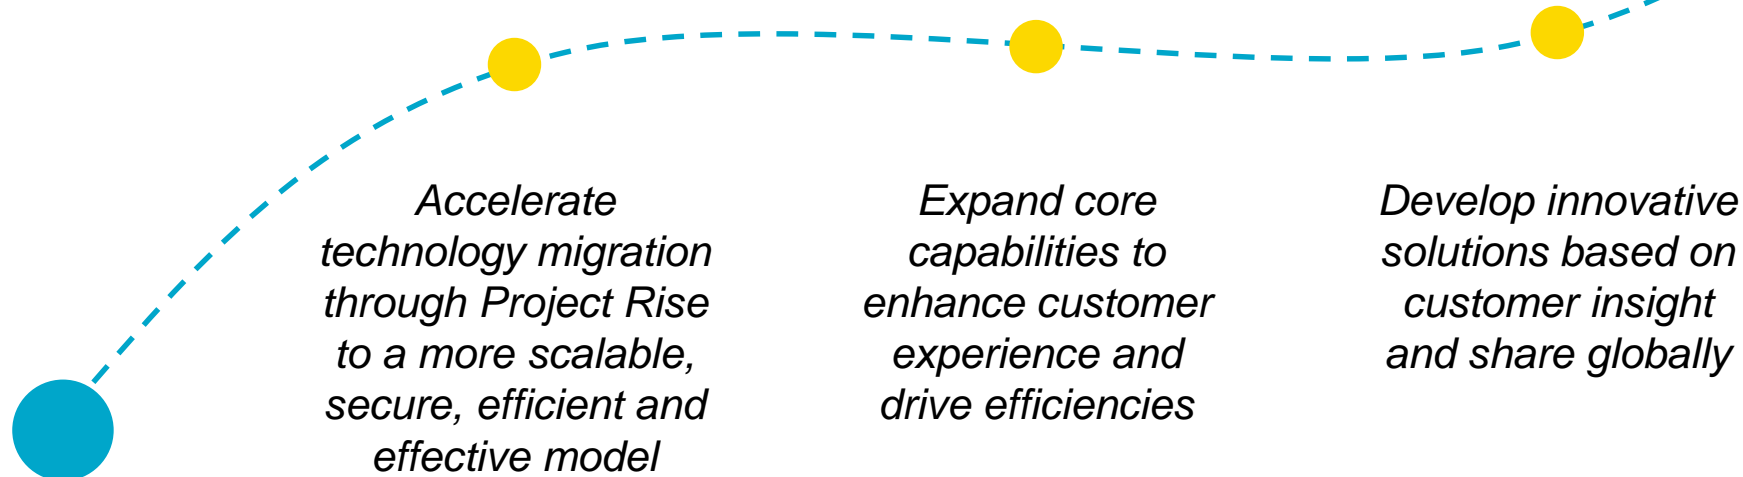 Accelerate
technology migration
through Project Rise
to a more scalable,
secure, efficient and
effective model
Expand core
capabilities to
enhance customer
experience and
drive efficiencies
Develop innovative
solutions based on
customer insight
and share globally